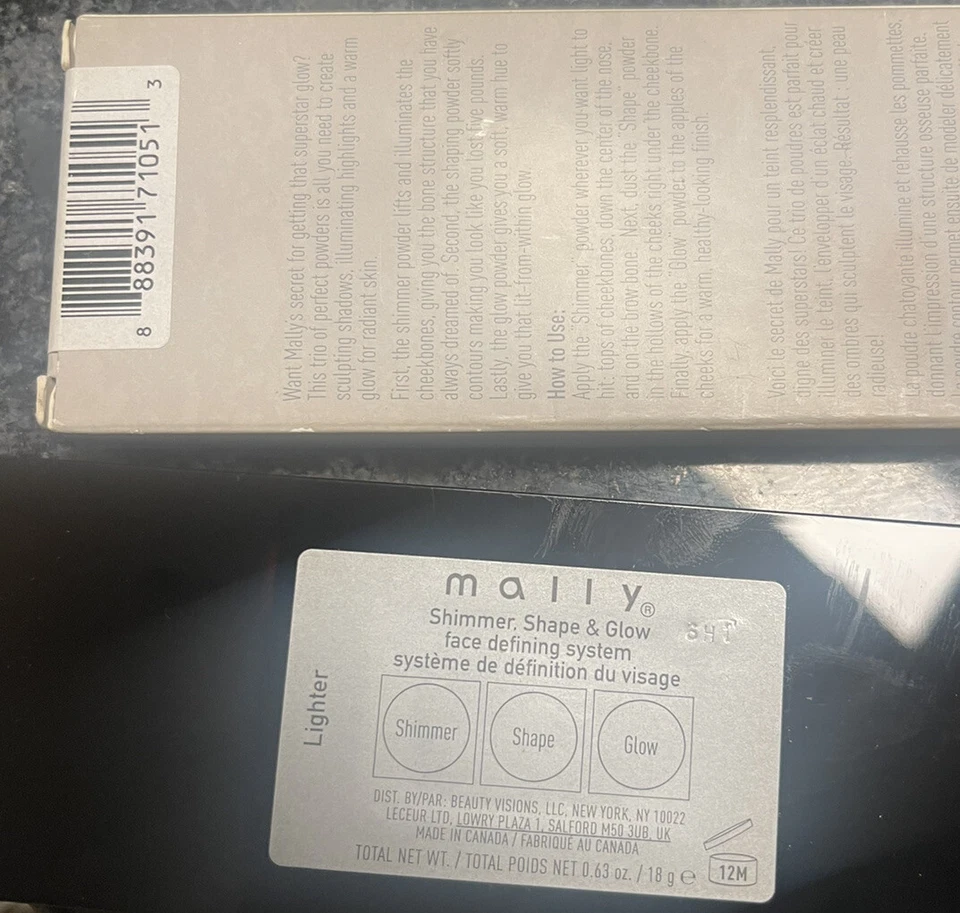 8 88391 71051 3
Want Mally's secret for getting that superstar glow?
This trio of perfect powders is all you need to create
sculpting shadows, illuminating highlights and a warm
glow for radiant skin.
First, the shimmer powder lifts and illuminates the
cheekbones, giving you the bone structure that you have
always dreamed of. Second, the shaping powder softly
contours making you look like you lost five pounds.
Lastly, the glow powder gives you a soft, warm hue to
give you that lit-from-within glow.
How to Use:
Apply the "Shimmer" powder wherever you want light to
hit: tops of cheekbones, down the center of the nose,
and on the brow bone. Next, dust the "Shape" powder
in the hollows of the cheeks right under the cheekbone.
Finally, apply the "Glow" powder to the apples of the
cheeks for a warm, healthy-looking finish.
Voici le secret de Mally pour un teint resplendissant,
digne des superstars! Ce trio de poudres est parfait pour
illuminer le teint, l'envelopper d'un éclat chaud et créer
des ombres qui sculptent le visage. Résultat : une peau
radieuse!
La poudre chatoyante illumine et rehausse les pommettes,
donnant l'impression d'une structure osseuse parfaite.
permet ensuite de modeler délicatement
mally®
Shimmer, Shape & Glow
face defining system
système de définition du visage
Lighter
Shimmer
Shape
Glow
DIST. BY/PAR: BEAUTY VISIONS, LLC, NEW YORK, NY 10022
LECEUR LTD, LOWRY PLAZA 1, SALFORD M50 3UB, UK
MADE IN CANADA / FABRIQUÉ AU CANADA
TOTAL NET WT. / TOTAL POIDS NET 0.63 oz. / 18 g e
12M